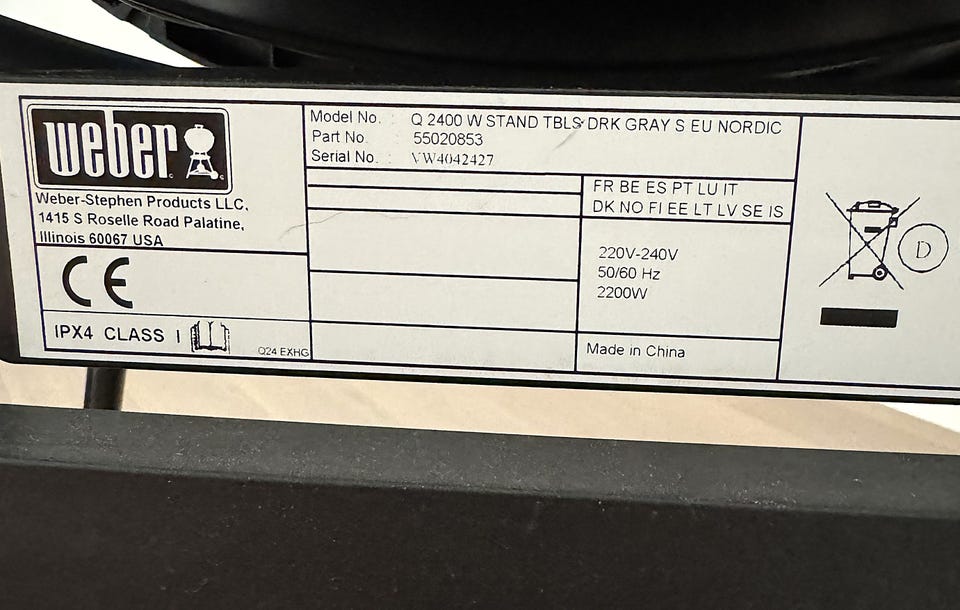 weber
Weber-Stephen Products LLC,
1415 S Roselle Road Palatine,
Illinois 60067 USA
CE
IPX4 CLASS I
Q24 EXHG
Model No. : Q 2400 W STAND TBLS DRK GRAY S EU NORDIC
Part No. : 55020853
Serial No. : VW4042427
FR BE ES PT LU IT
DK NO FI EE LT LV SE IS
220V-240V
50/60 Hz
2200W
Made in China
D